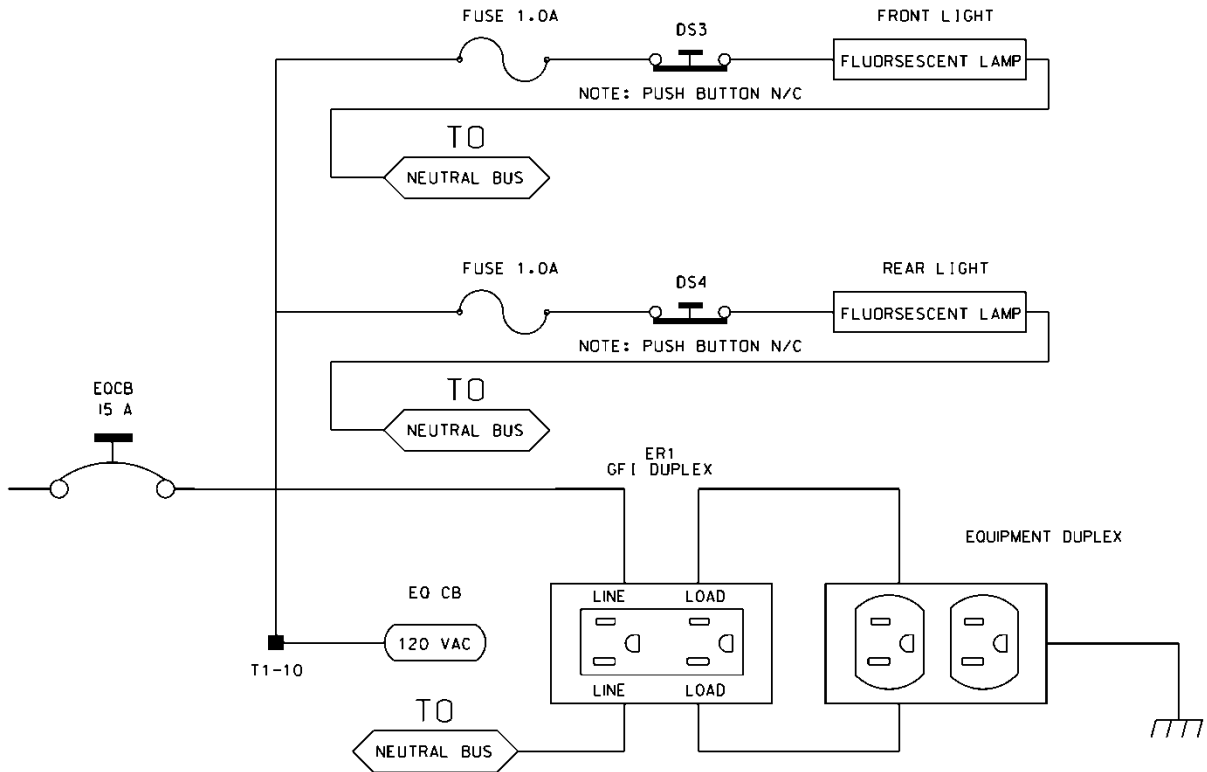 FUSE 1.0A
DS3
FRONT LIGHT
FLUORSESCENT LAMP
NOTE: PUSH BUTTON N/C
TO
NEUTRAL BUS
FUSE 1.0A
DS4
REAR LIGHT
FLUORSESCENT LAMP
NOTE: PUSH BUTTON N/C
TO
NEUTRAL BUS
EQCB
15 A
ER1
GFI DUPLEX
EQUIPMENT DUPLEX
EQ CB
120 VAC
T1-10
LINE LOAD
LINE LOAD
TO
NEUTRAL BUS